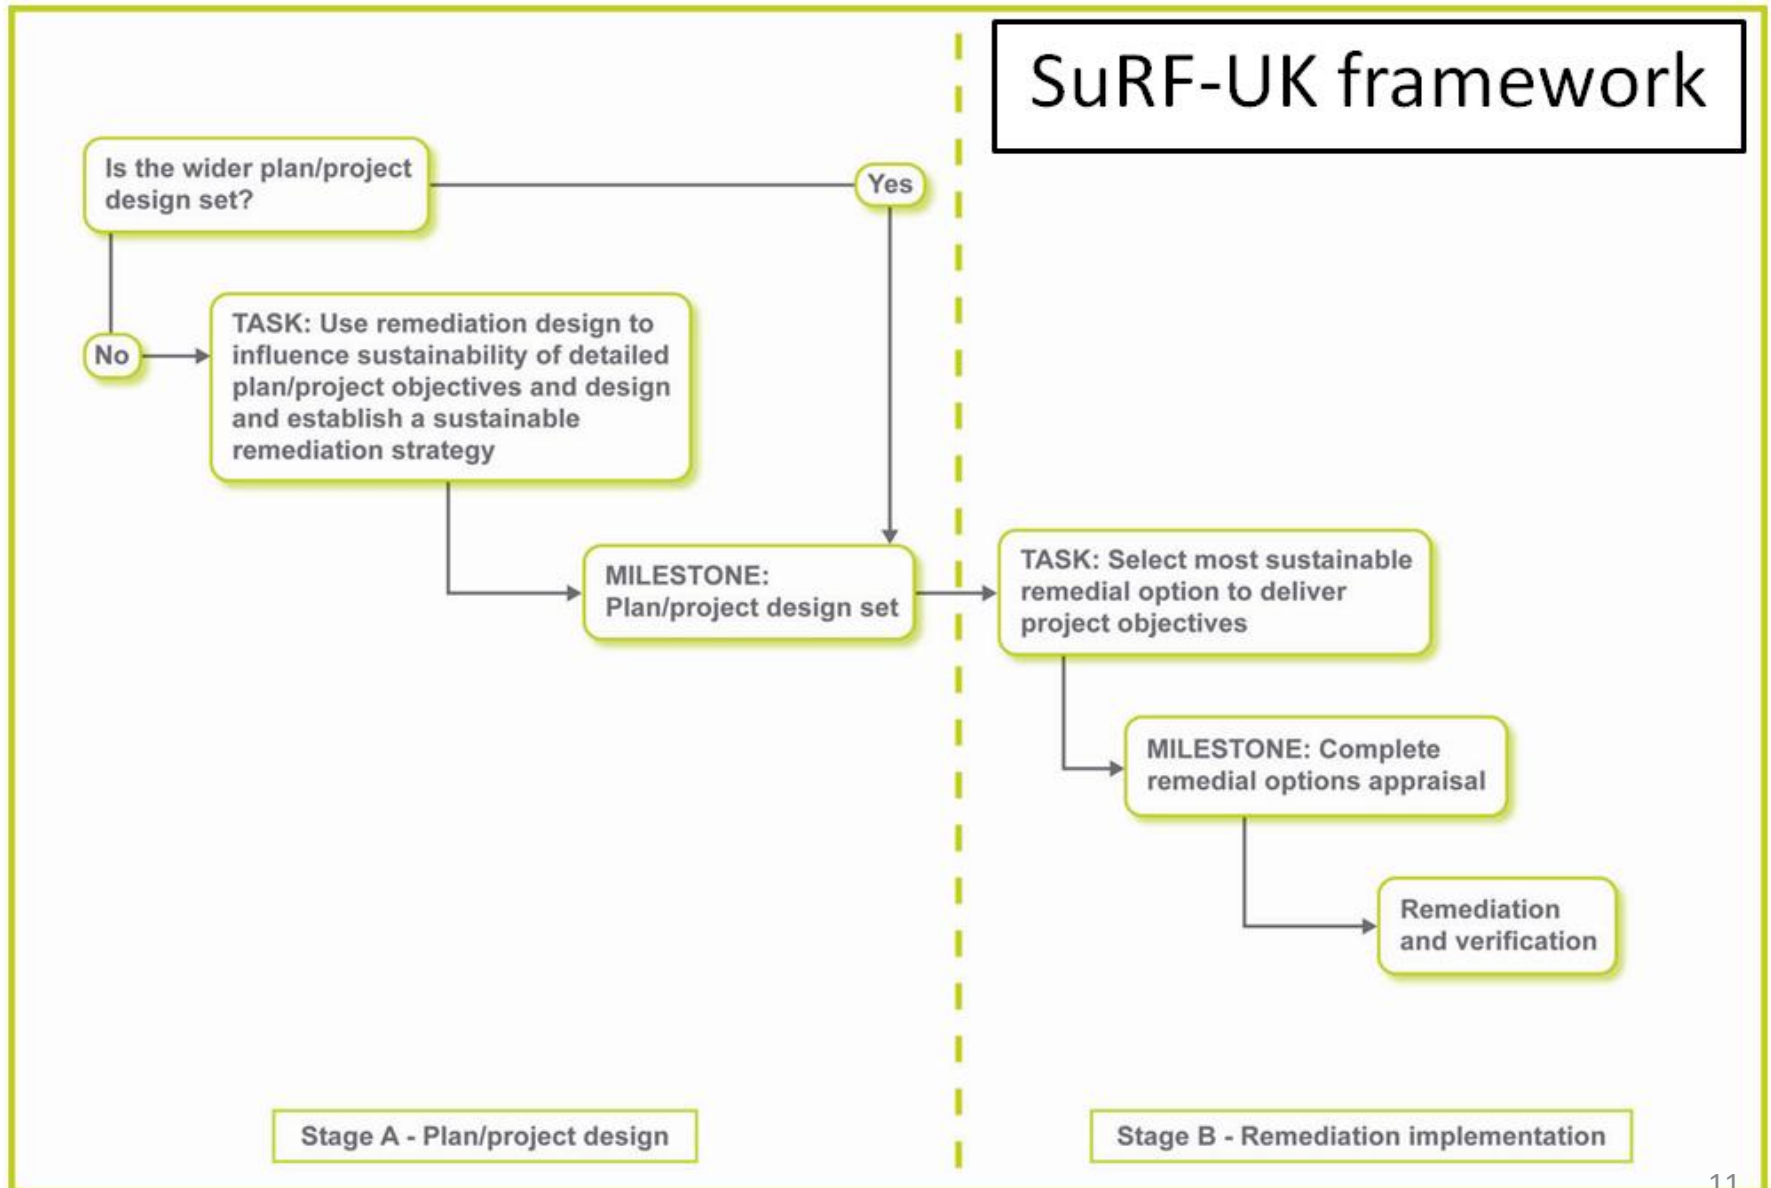 SuRF-UK framework
Is the wider plan/project
design set?
Yes
No
TASK: Use remediation design to
influence sustainability of detailed
plan/project objectives and design
and establish a sustainable
remediation strategy
MILESTONE:
Plan/project design set
TASK: Select most sustainable
remedial option to deliver
project objectives
MILESTONE: Complete
remedial options appraisal
Remediation
and verification
Stage A - Plan/project design
Stage B - Remediation implementation
11